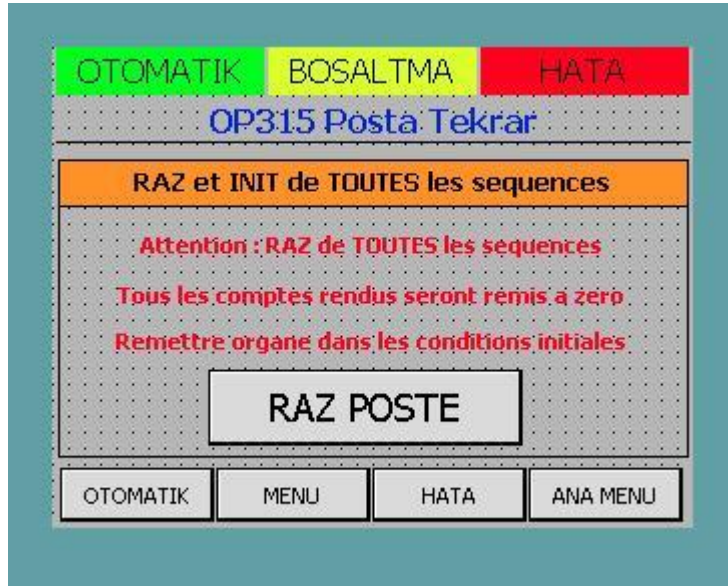 OTOMATIK BOSALTMA HATA
OP315 Posta Tekrar
RAZ et INIT de TOUTES les sequences
Attention : RAZ de TOUTES les sequences
Tous les comptes rendus seront remis a zero
Remettre organe dans les conditions initiales
RAZ POSTE
OTOMATIK MENU HATA ANA MENU